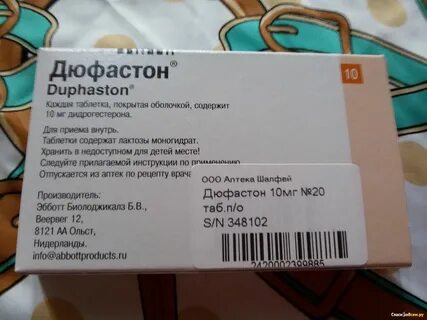 Дюфастон®
Duphaston®
10
Каждая таблетка, покрытая оболочкой, содержит
10 мг дидрогестерона.
Для приема внутрь.
Таблетки содержат лактозы моногидрат.
Хранить в недоступном для детей месте!
Следуйте прилагаемой инструкции по применению
Отпускается из аптек по рецепту врача
Производитель:
Эбботт Биолоджикалз Б.В.,
Веервег 12,
8121 АА Ольст,
Нидерланды.
info@abbottproducts.ru
ООО Аптека Шалфей
Дюфастон 10мг №20
таб.п/о
S/N 348102
2420002399885